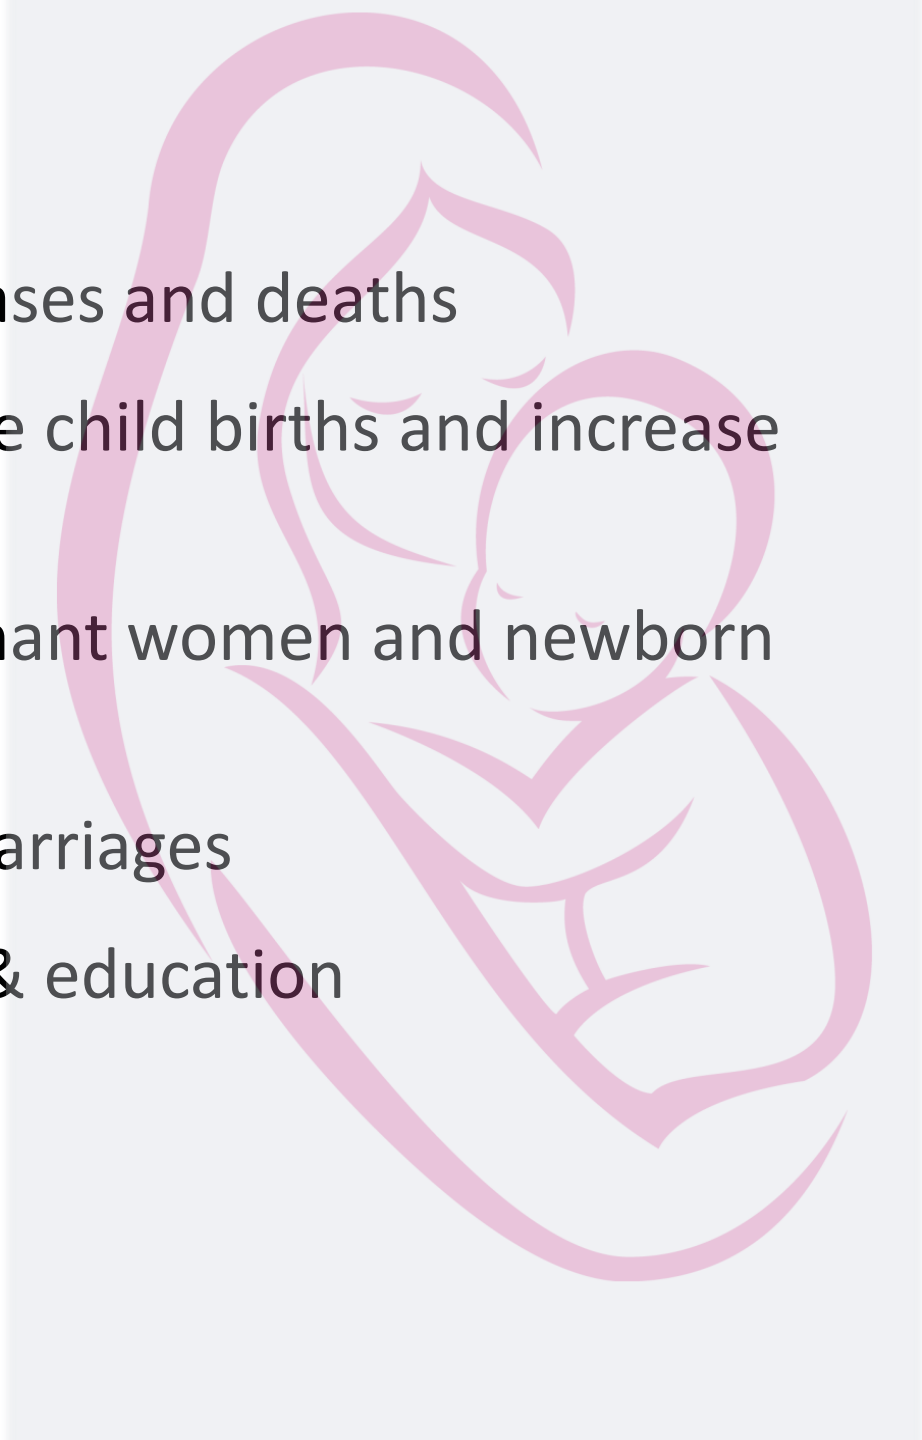 ses and deaths
e child births and increase
ant women and newborn
arriages
& education